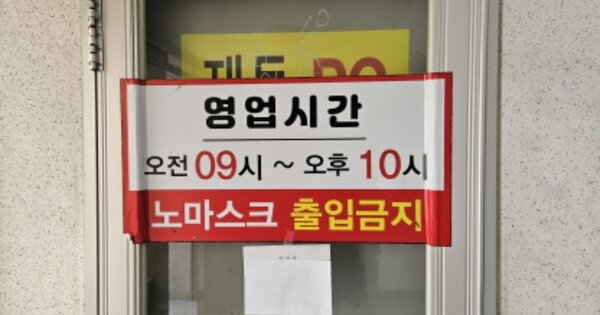 영업시간
오전 09시 ~ 오후 10시
노마스크 출입금지